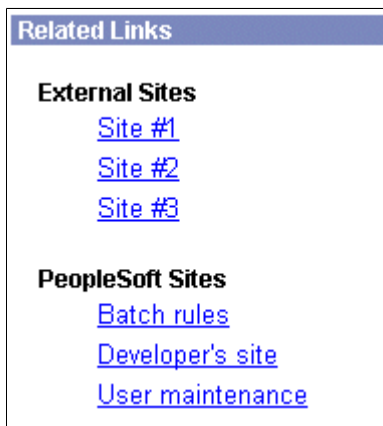 Related Links
External Sites
Site #1
Site #2
Site #3
PeopleSoft Sites
Batch rules
Developer's site
User maintenance